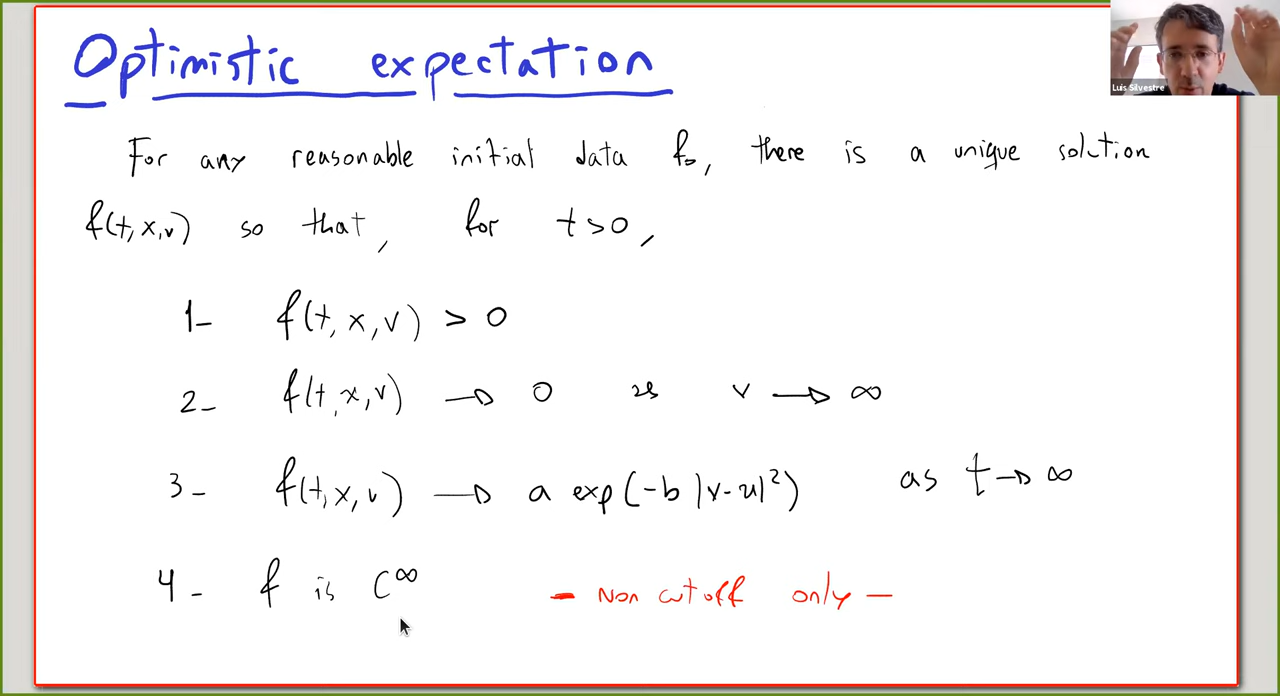 Optimistic expectation
Luis Silvestre
For any reasonable initial data f₀, there is a unique solution
f(t, x, v) so that, for t > 0,
1- f(t, x, v) > 0
2- f(t, x, v) → 0 as v → ∞
3- f(t, x, v) → a exp(-b |v-u|²) as t → ∞
4- f is C^∞ - Non cutoff only -